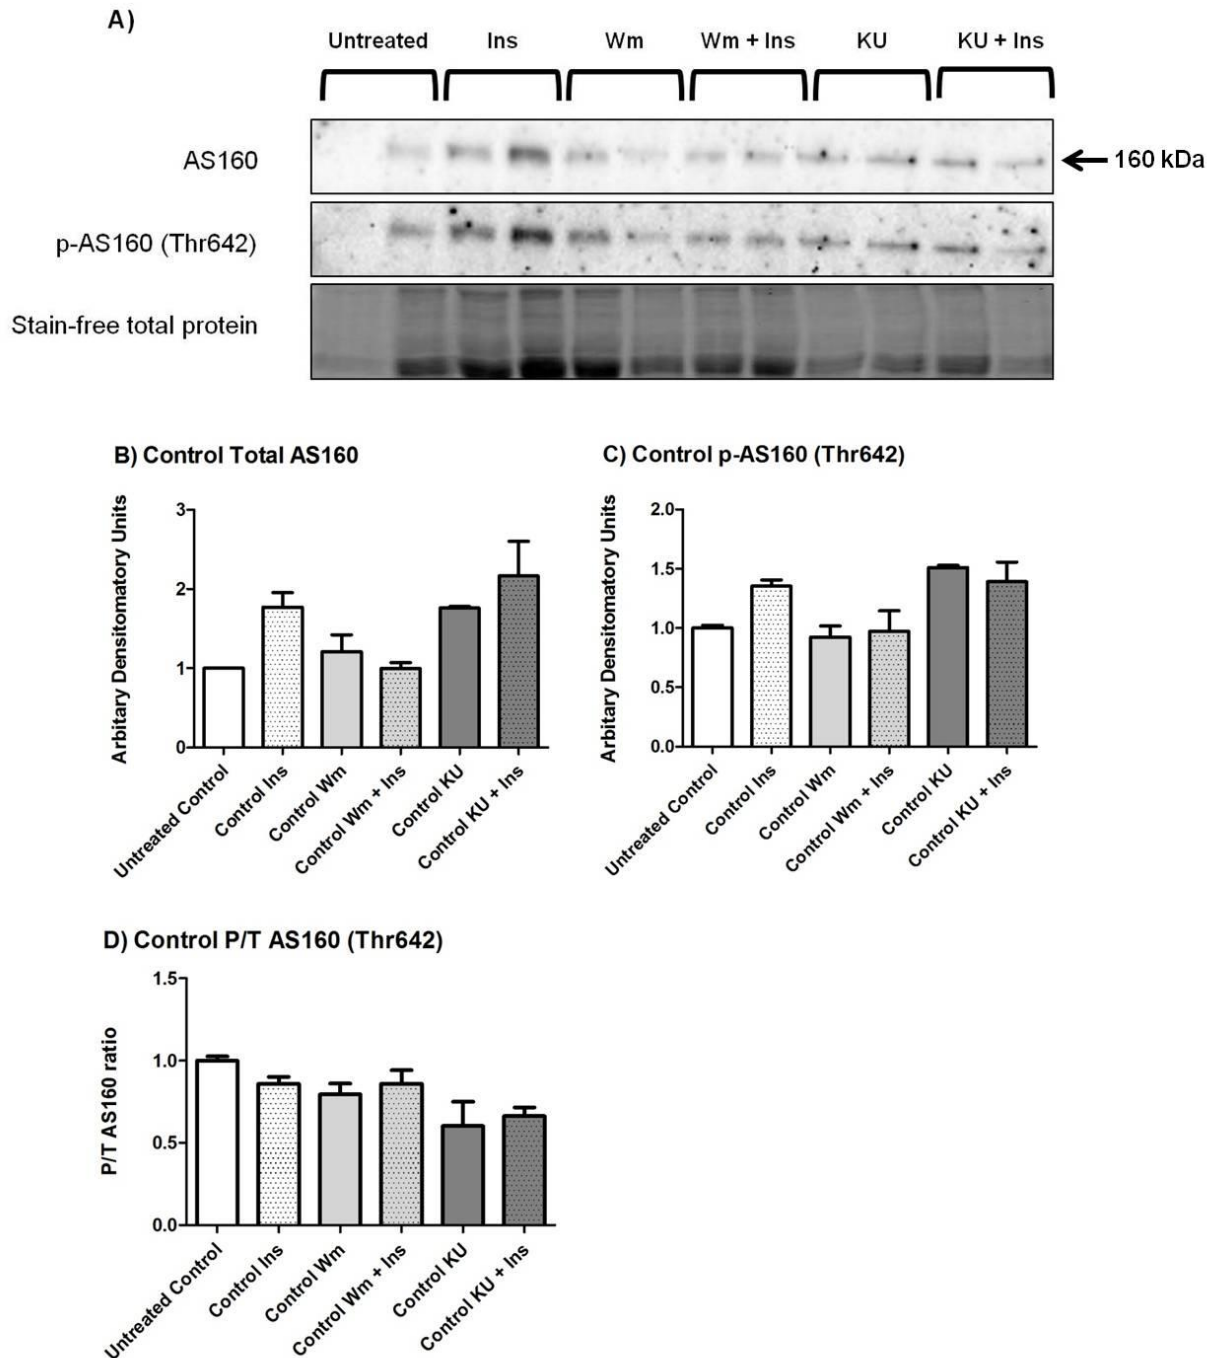 A)
Untreated Ins Wm Wm + Ins KU KU + Ins
AS160
160 kDa
p-AS160 (Thr642)
Stain-free total protein
B) Control Total AS160
Arbitary Densitomatory Units
3
2
1
0
Untreated Control
Control Ins
Control Wm
Control Wm + Ins
Control KU
Control KU + Ins
C) Control p-AS160 (Thr642)
Arbitary Densitomatory Units
2.0
1.5
1.0
0.5
0.0
Untreated Control
Control Ins
Control Wm
Control Wm + Ins
Control KU
Control KU + Ins
D) Control P/T AS160 (Thr642)
P/T AS160 ratio
1.5
1.0
0.5
0.0
Untreated Control
Control Ins
Control Wm
Control Wm + Ins
Control KU
Control KU + Ins